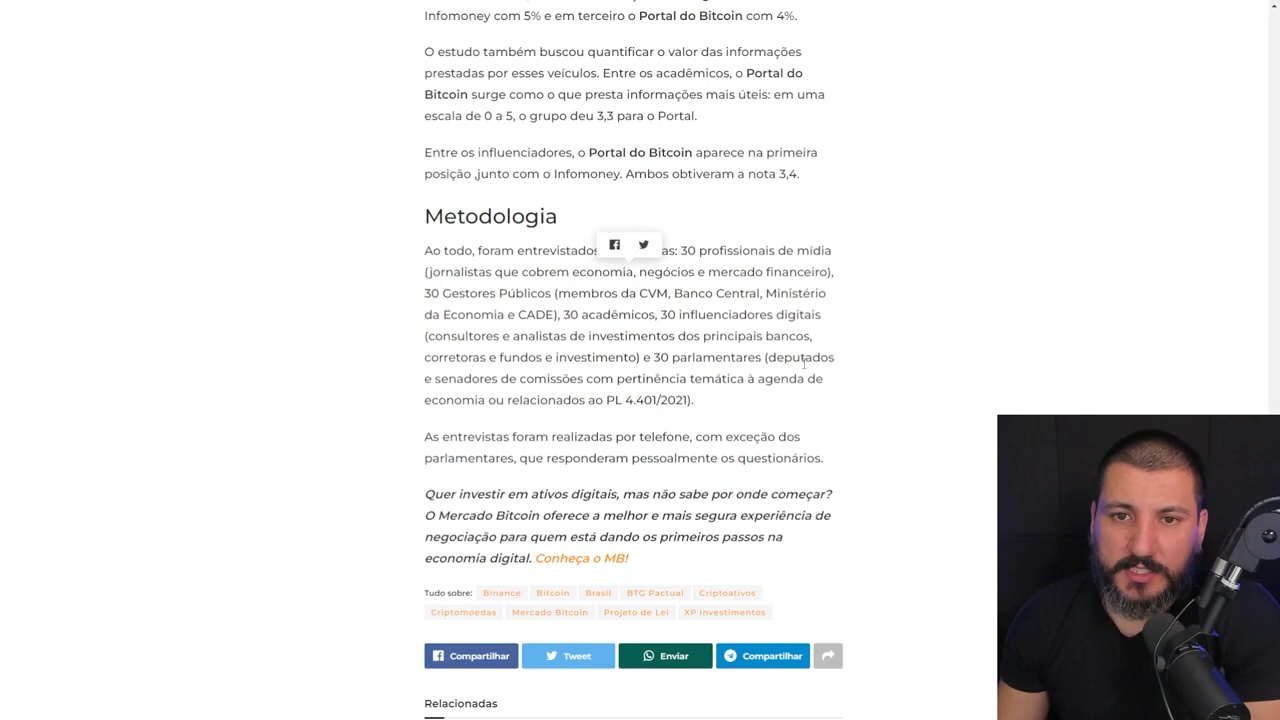 Infomoney com 5% e em terceiro o Portal do Bitcoin com 4%.
O estudo também buscou quantificar o valor das informações
prestadas por esses veículos. Entre os acadêmicos, o Portal do
Bitcoin surge como o que presta informações mais úteis: em uma
escala de 0 a 5, o grupo deu 3,3 para o Portal.
Entre os influenciadores, o Portal do Bitcoin aparece na primeira
posição ,junto com o Infomoney. Ambos obtiveram a nota 3,4.
Metodologia
Ao todo, foram entrevistados as: 30 profissionais de mídia
(jornalistas que cobrem economia, negócios e mercado financeiro),
30 Gestores Públicos (membros da CVM, Banco Central, Ministério
da Economia e CADE), 30 acadêmicos, 30 influenciadores digitais
(consultores e analistas de investimentos dos principais bancos,
corretoras e fundos e investimento) e 30 parlamentares (deputados
e senadores de comissões com pertinência temática à agenda de
economia ou relacionados ao PL 4.401/2021).
As entrevistas foram realizadas por telefone, com exceção dos
parlamentares, que responderam pessoalmente os questionários.
Quer investir em ativos digitais, mas não sabe por onde começar?
O Mercado Bitcoin oferece a melhor e mais segura experiência de
negociação para quem está dando os primeiros passos na
economia digital. Conheça o MB!
Tudo sobre: Binance Bitcoin Brasil BTG Pactual Criptoativos
Criptomoedas Mercado Bitcoin Projeto de Lei XP Investimentos
Compartilhar Tweet Enviar Compartilhar
Relacionadas